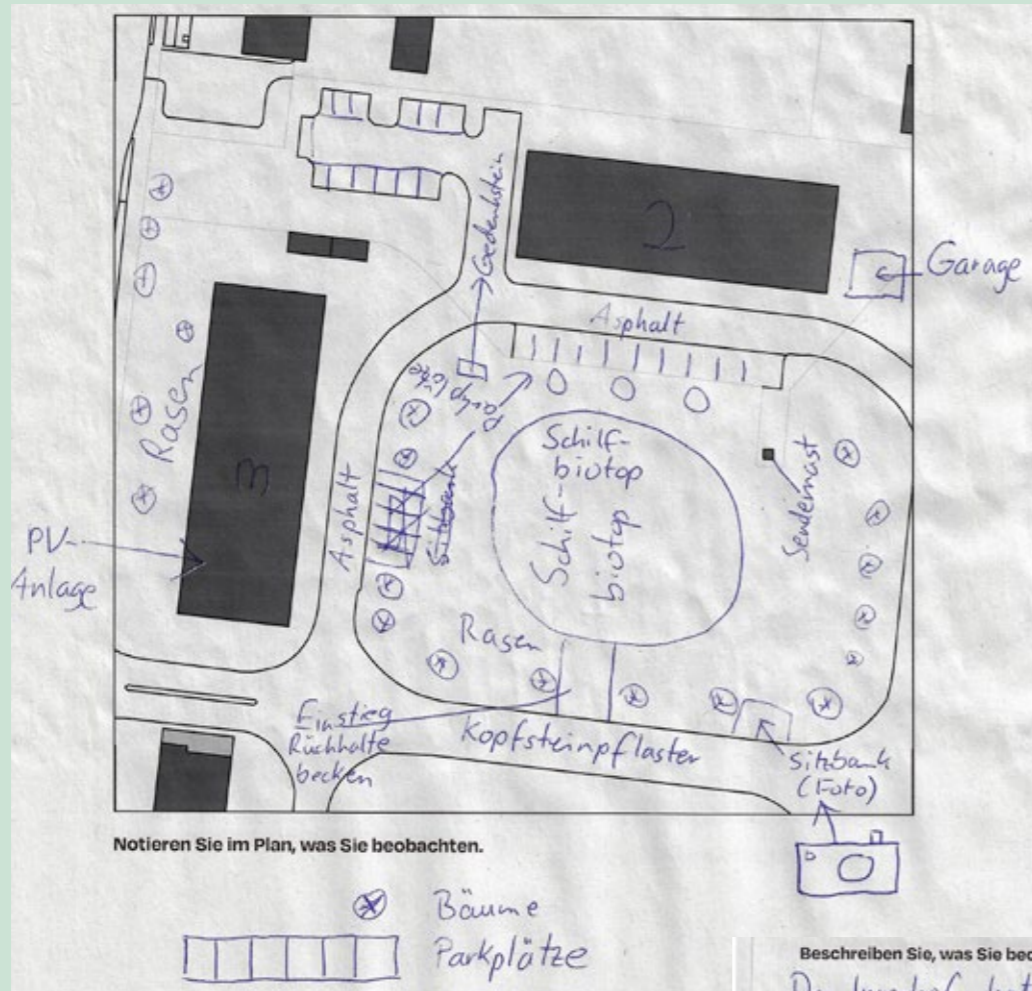 2
Garage
Gedenkstein
Asphalt
Parkplätze
Rasen
3
Asphalt
Sitzbank
Schilf-
biotop
Schilf-
biotop
Sendemast
PV-
Anlage
Rasen
Einstieg
Rückhalte
becken
Kopfsteinpflaster
Sitzbank
(Foto)
Notieren Sie im Plan, was Sie beobachten.
Bäume
Parkplätze
Beschreiben Sie, was Sie beo